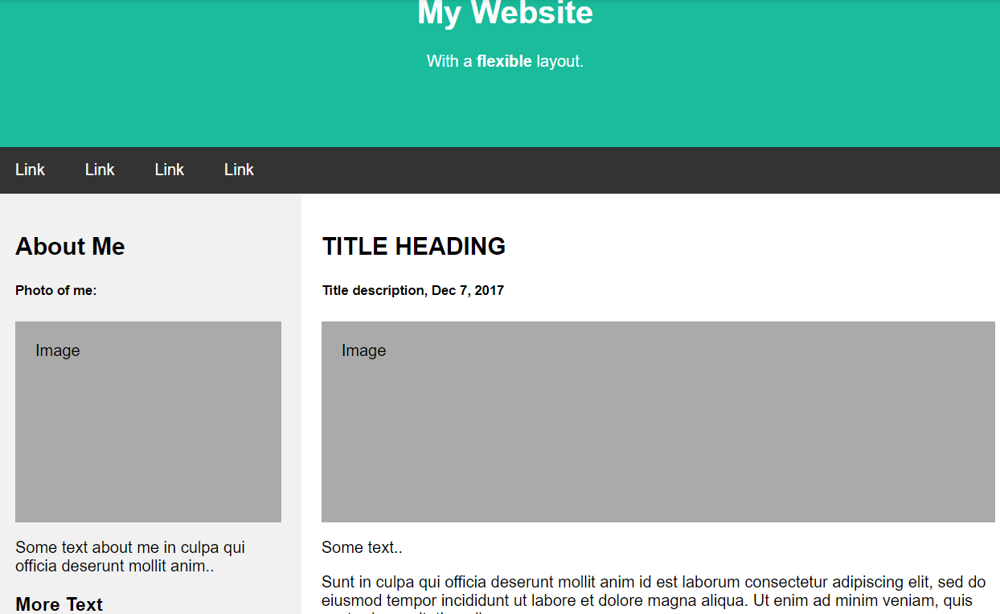 My Website
With a flexible layout.
Link Link Link Link
About Me
Photo of me:
Image
Some text about me in culpa qui
officia deserunt mollit anim..
More Text
TITLE HEADING
Title description, Dec 7, 2017
Image
Some text..
Sunt in culpa qui officia deserunt mollit anim id est laborum consectetur adipiscing elit, sed do
eiusmod tempor incididunt ut labore et dolore magna aliqua. Ut enim ad minim veniam, quis